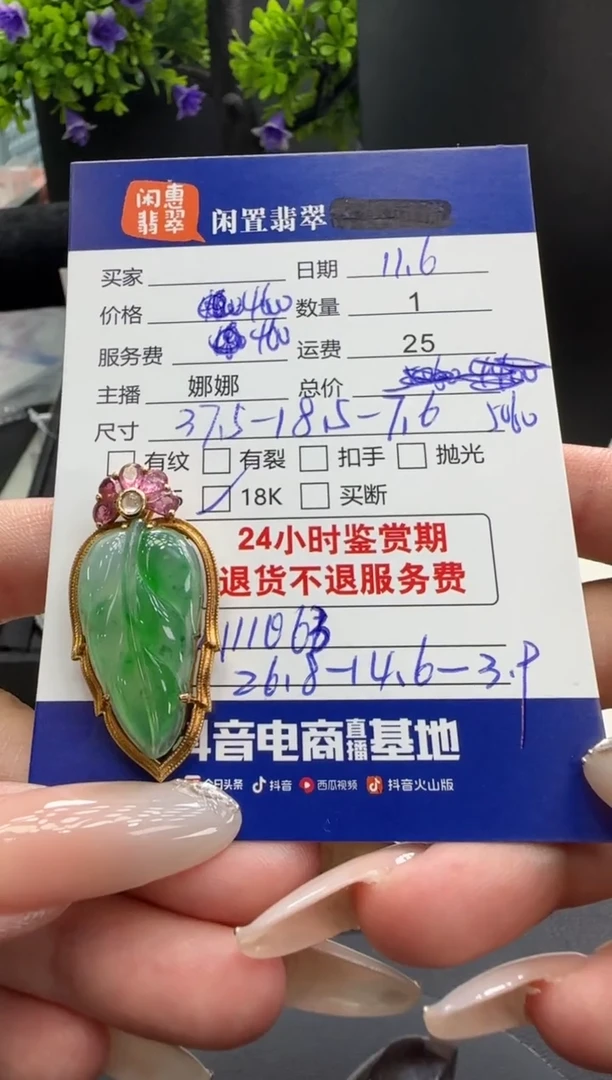 闲惠
翡翠
闲置翡翠
买家
日期 11.6
价格 4600
数量 1
服务费 460
运费 25
主播 娜娜
总价
尺寸 37.5-18.5-7.6 5060
有纹 有裂 扣手 抛光
18K 买断
24小时鉴赏期
退货不退服务费
26.8-14.6-3.9
抖音电商直播基地
今日头条 抖音 西瓜视频 抖音火山版